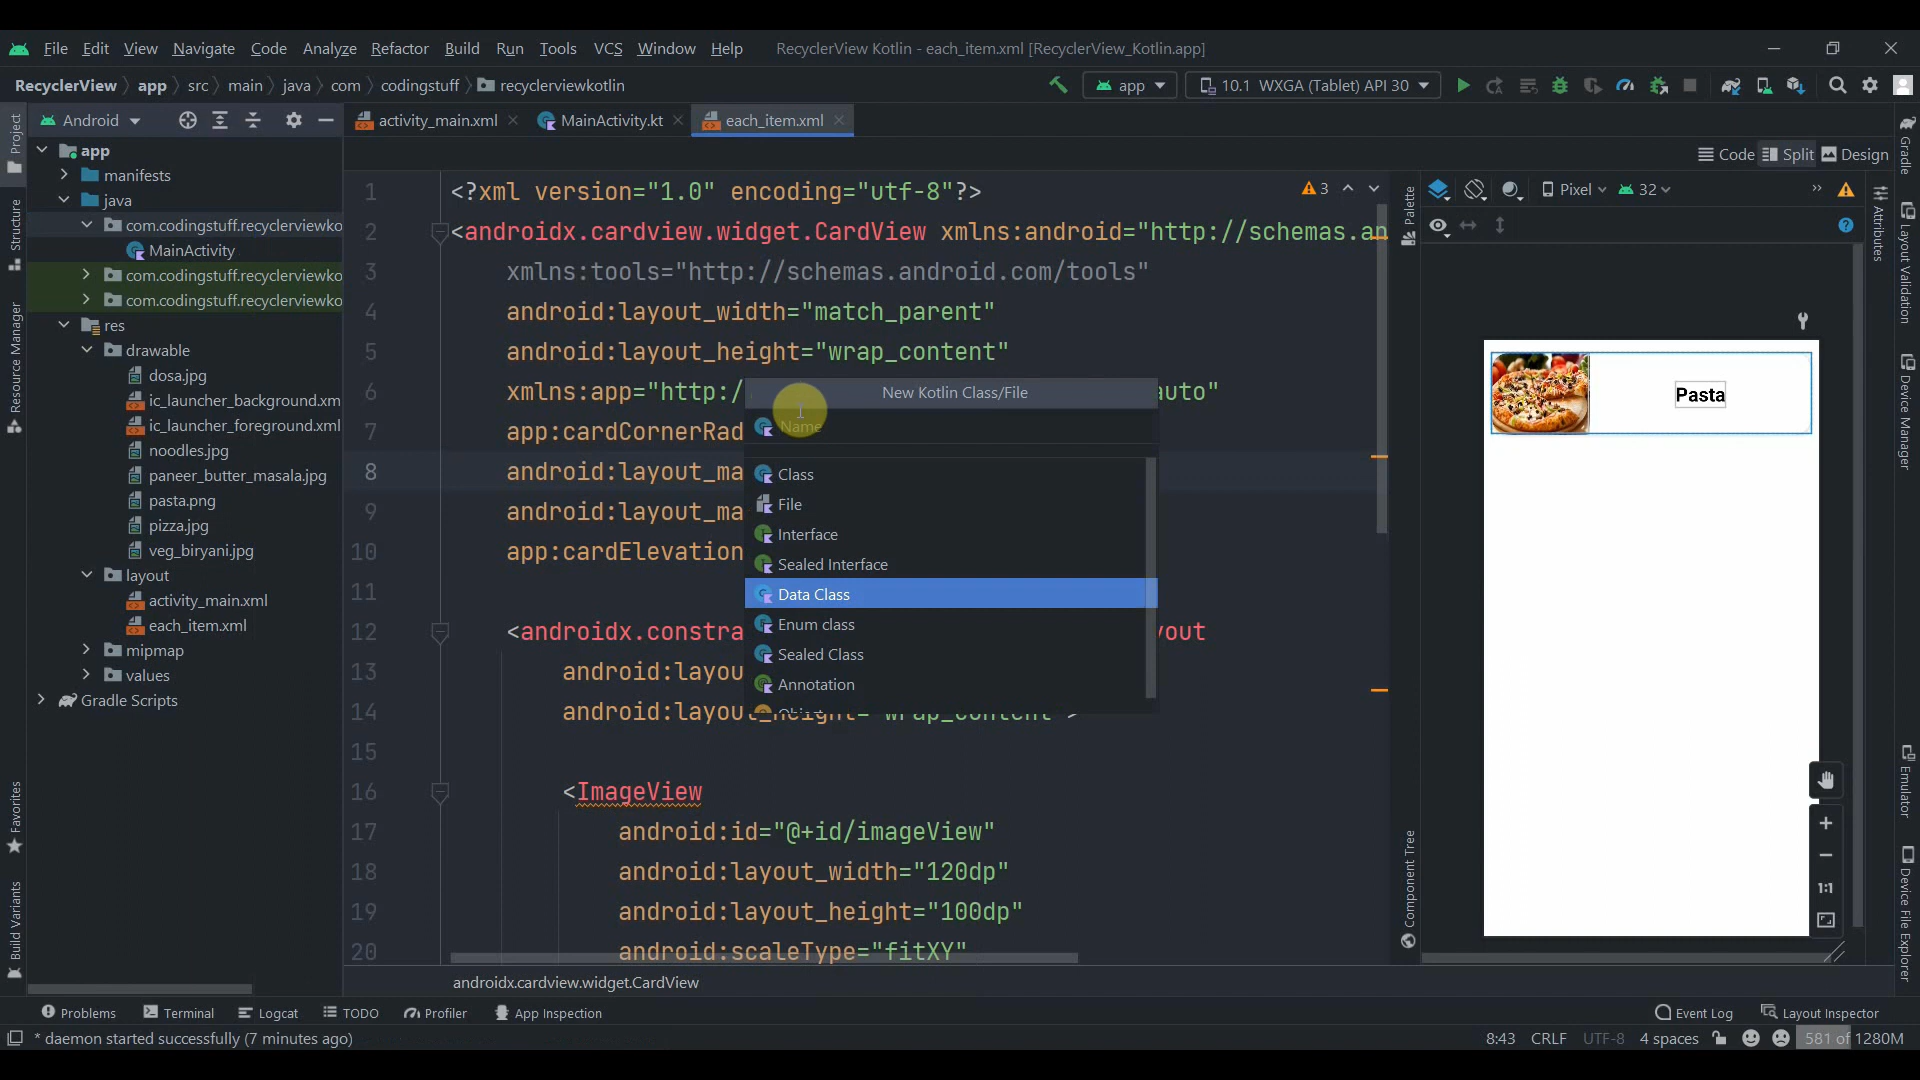 File Edit View Navigate Code Analyze Refactor Build Run Tools VCS Window Help RecyclerView Kotlin - each_item.xml [RecyclerView_Kotlin.app]
RecyclerView app src main java com codingstuff recyclerviewkotlin app 10.1 WXGA (Tablet) API 30
Android activity_main.xml MainActivity.kt each_item.xml
Code Split Design
Project
Structure
Resource Manager
Favorites
Build Variants
app
manifests
java
com.codingstuff.recyclerviewko
MainActivity
com.codingstuff.recyclerviewko
com.codingstuff.recyclerviewko
res
drawable
dosa.jpg
ic_launcher_background.xm
ic_launcher_foreground.xml
noodles.jpg
paneer_butter_masala.jpg
pasta.png
pizza.jpg
veg_biryani.jpg
layout
activity_main.xml
each_item.xml
mipmap
values
Gradle Scripts
1 <?xml version="1.0" encoding="utf-8"?>
2 <androidx.cardview.widget.CardView xmlns:android="http://schemas.an
3 xmlns:tools="http://schemas.android.com/tools"
4 android:layout_width="match_parent"
5 android:layout_height="wrap_content"
6 xmlns:app="http:/ auto"
7 app:cardCornerRad
8 android:layout_ma
9 android:layout_ma
10 app:cardElevation
11
12 <androidx.constra yout
13 android:layou
14 android:layout_height="wrap_content">
15
16 <ImageView
17 android:id="@+id/imageView"
18 android:layout_width="120dp"
19 android:layout_height="100dp"
20 android:scaleType="fitXY"
3
New Kotlin Class/File
Name
Class
File
Interface
Sealed Interface
Data Class
Enum class
Sealed Class
Annotation
Object
Palette
Component Tree
Pixel 32
Pasta
1:1
Attributes
Gradle
Layout Validation
Device Manager
Emulator
Device File Explorer
androidx.cardview.widget.CardView
Problems Terminal Logcat TODO Profiler App Inspection Event Log Layout Inspector
* daemon started successfully (7 minutes ago) 8:43 CRLF UTF-8 4 spaces 581 of 1280M